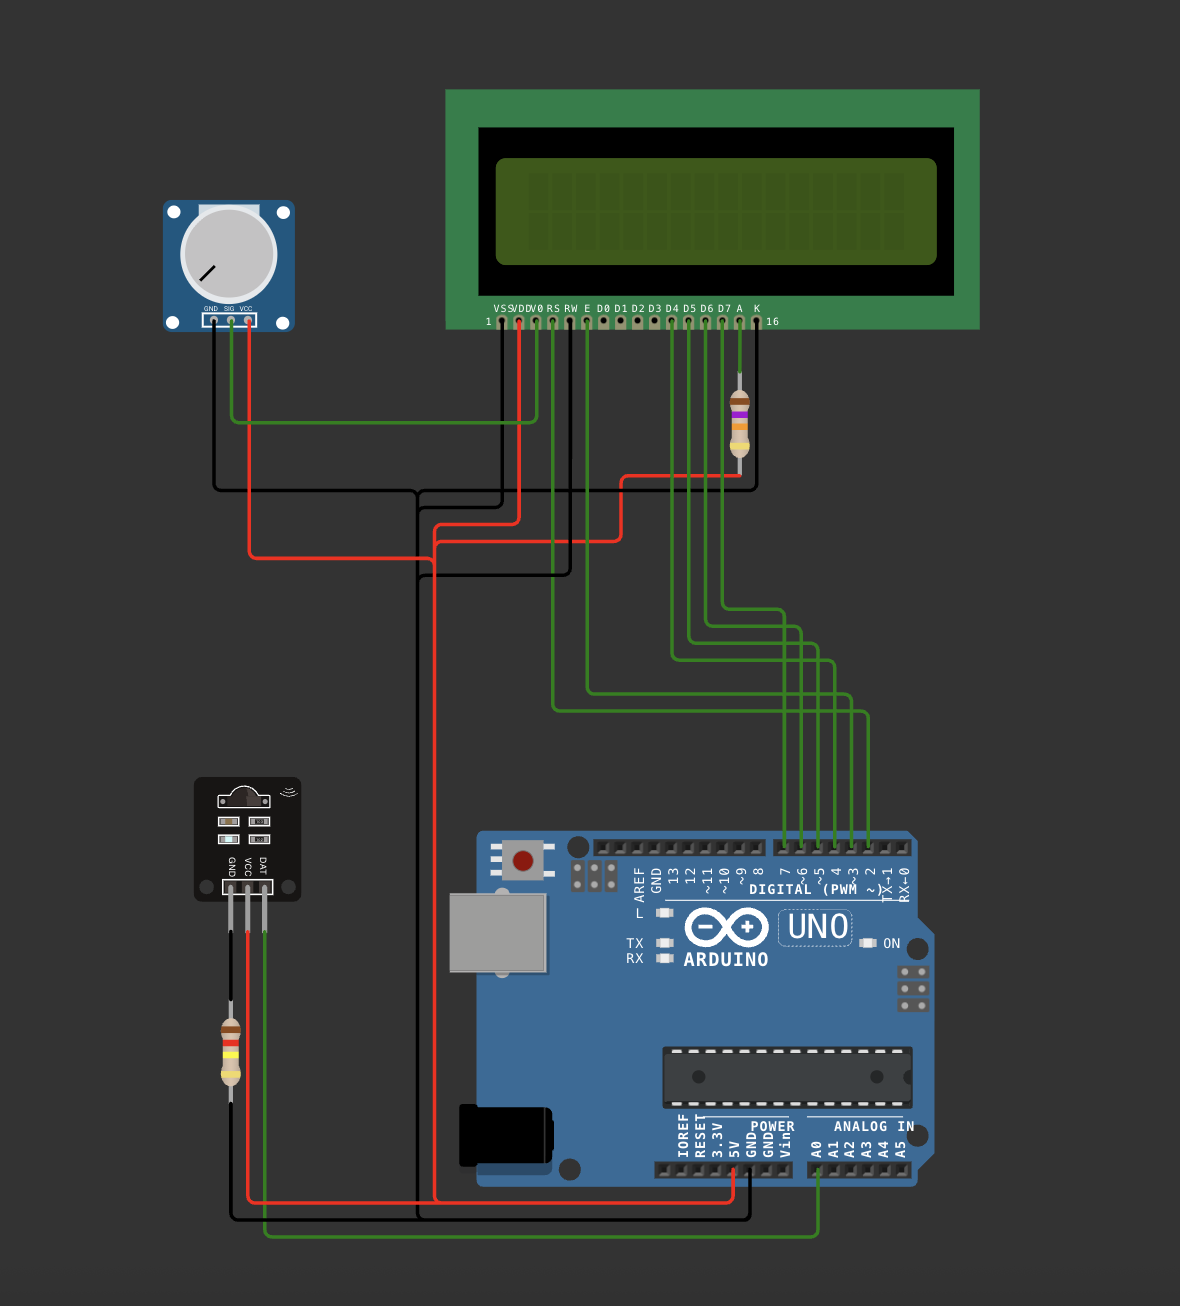 VSS VDD V0 RS RW E D0 D1 D2 D3 D4 D5 D6 D7 A K
1 16
GND SIG VCC
GND VCC DAT
AREF GND 13 12 ~11 ~10 ~9 8 7 ~6 ~5 4 ~3 2 TX→1 RX←0
DIGITAL (PWM ~)
L
TX
RX
ARDUINO
UNO
ON
IOREF RESET 3.3V 5V GND GND Vin
POWER
ANALOG IN
A0 A1 A2 A3 A4 A5